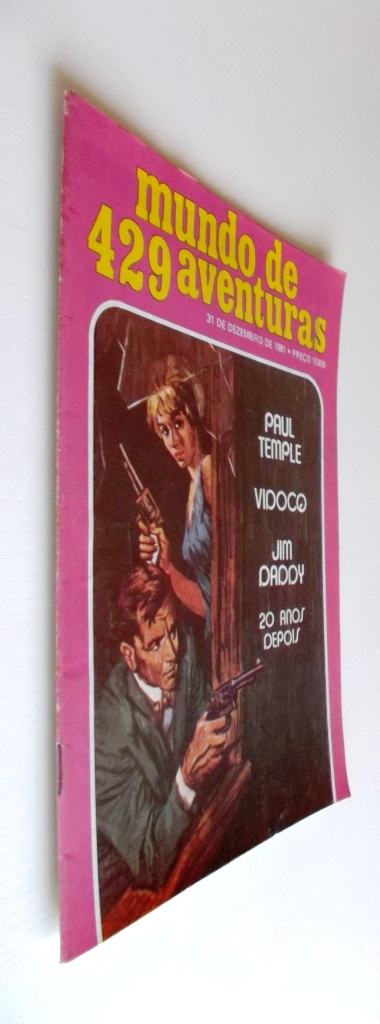 mundo de
429 aventuras
31 DE DEZEMBRO DE 1981 • PREÇO 15$00
PAUL
TEMPLE
VIDOCQ
JIM
DADDY
20 ANOS
DEPOIS